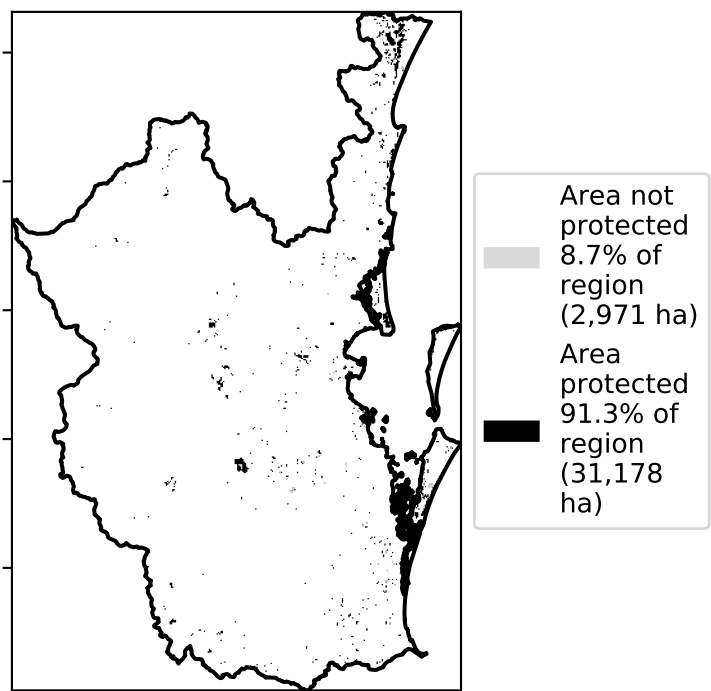 Area not
protected
8.7% of
region
(2,971 ha)
Area
protected
91.3% of
region
(31,178
ha)